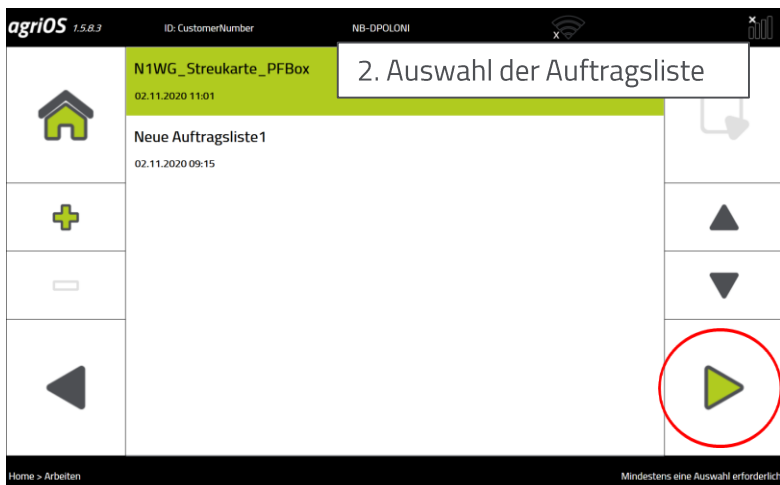 agriOS 1.5.8.3 ID: CustomerNumber NB-DPOLONI x x
N1WG_Streukarte_PFBox
2. Auswahl der Auftragsliste
02.11.2020 11:01
Neue Auftragsliste1
02.11.2020 09:15
Home > Arbeiten Mindestens eine Auswahl erforderlich